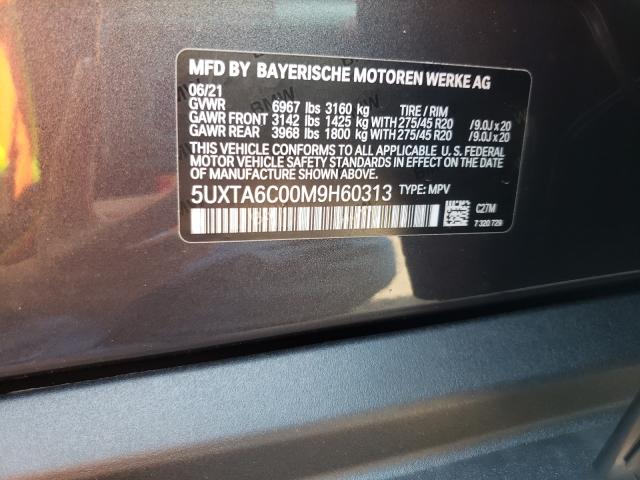 MFD BY BAYERISCHE MOTOREN WERKE AG
06/21
GVWR 6967 lbs 3160 kg TIRE / RIM
GAWR FRONT 3142 lbs 1425 kg WITH 275/45 R20 /9.0J x 20
GAWR REAR 3968 lbs 1800 kg WITH 275/45 R20 /9.0J x 20
THIS VEHICLE CONFORMS TO ALL APPLICABLE U. S. FEDERAL
MOTOR VEHICLE SAFETY STANDARDS IN EFFECT ON THE
DATE OF MANUFACTURE SHOWN ABOVE.
5UXTA6C00M9H60313 TYPE: MPV
C27M
7 320 729